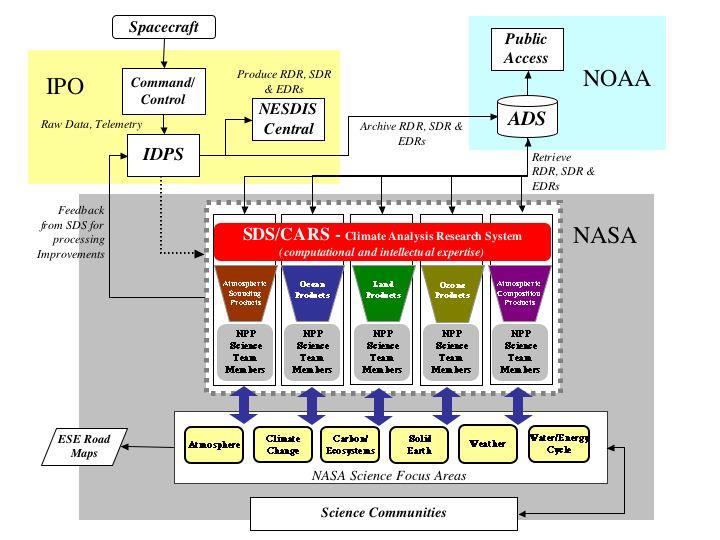 Spacecraft
IPO
Command/
Control
Produce RDR, SDR
& EDRs
NESDIS
Central
Raw Data, Telemetry
IDPS
Archive RDR, SDR &
EDRs
Public
Access
NOAA
ADS
Retrieve
RDR, SDR &
EDRs
Feedback
from SDS for
processing
Improvements
NASA
SDS/CARS - Climate Analysis Research System
(computational and intellectual expertise)
Atmospheric
Sounding
Products
Ocean
Products
Land
Products
Ozone
Products
Atmospheric
Composition
Products
NPP
Science
Team
Members
NPP
Science
Team
Members
NPP
Science
Team
Members
NPP
Science
Team
Members
NPP
Science
Team
Members
ESE Road
Maps
Atmosphere
Climate
Change
Carbon/
Ecosystems
Solid
Earth
Weather
Water/Energy
Cycle
NASA Science Focus Areas
Science Communities